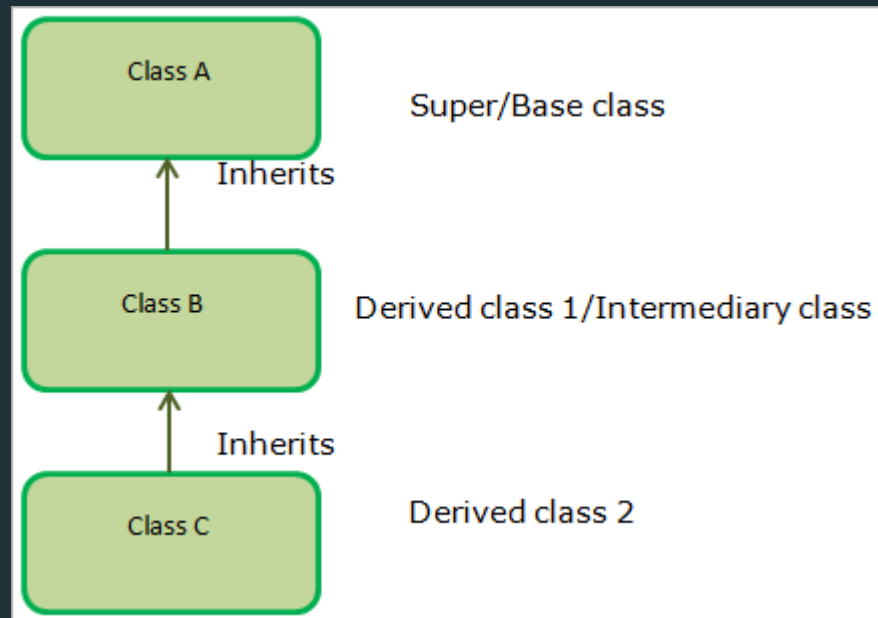 Class A
Super/Base class
Inherits
Class B
Derived class 1/Intermediary class
Inherits
Class C
Derived class 2